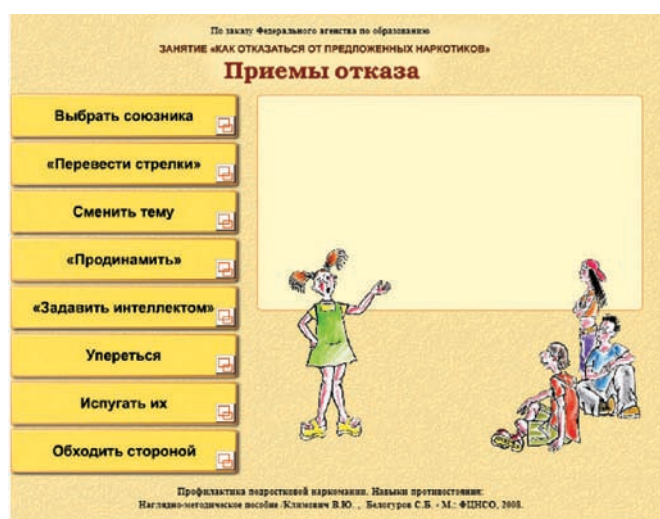 По заказу Федерального агенства по образованию
ЗАНЯТИЕ «КАК ОТКАЗАТЬСЯ ОТ ПРЕДЛОЖЕННЫХ НАРКОТИКОВ»
Приемы отказа
Выбрать союзника
«Перевести стрелки»
Сменить тему
«Продинамить»
«Задавить интеллектом»
Упереться
Испугать их
Обходить стороной
Профилактика подростковой наркомании. Навыки противостояния:
Наглядно-методическое пособие /Климович В.Ю. , Белогуров С.Б. - М.: ФЦНСО, 2008.